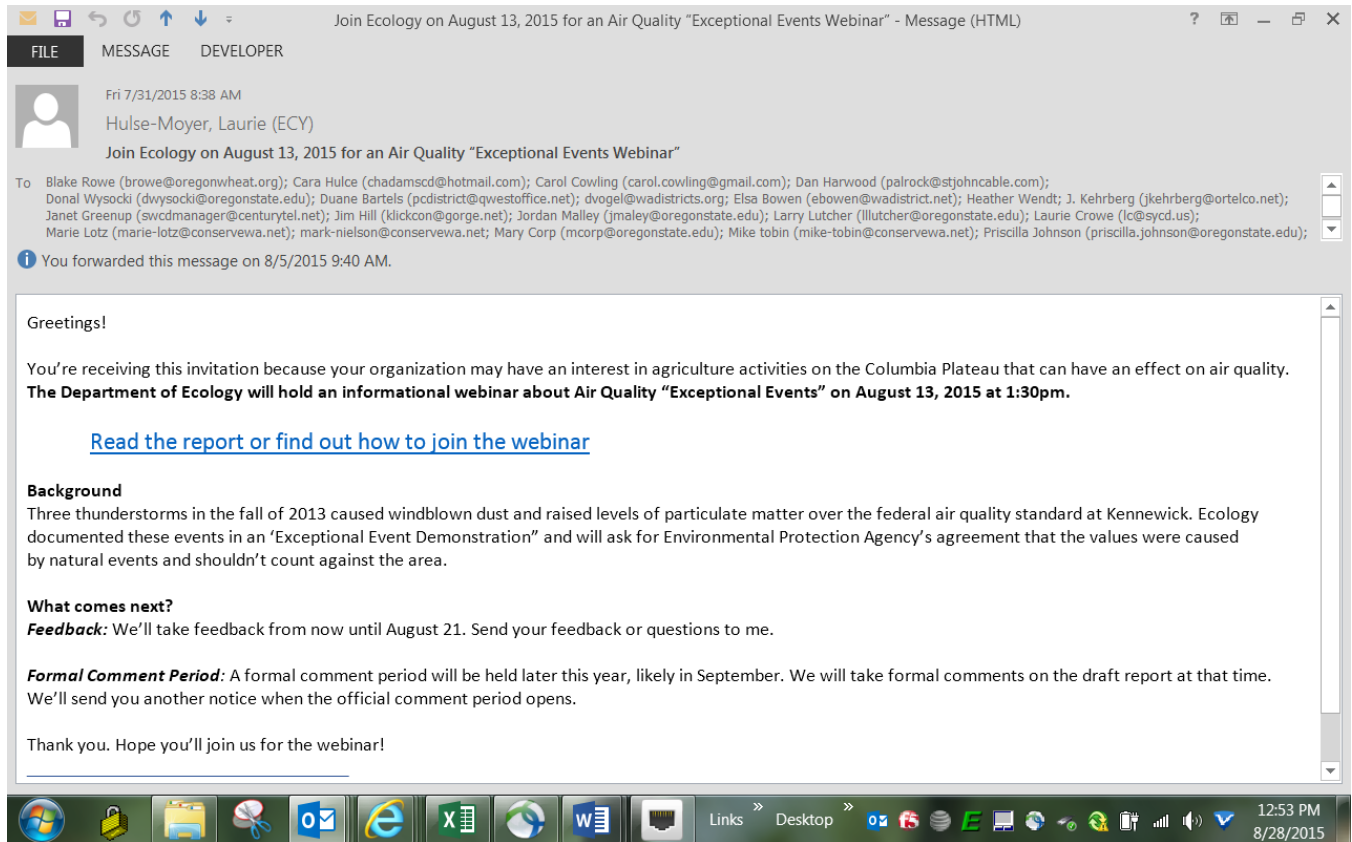 Join Ecology on August 13, 2015 for an Air Quality “Exceptional Events Webinar” - Message (HTML)
FILE MESSAGE DEVELOPER
Fri 7/31/2015 8:38 AM
Hulse-Moyer, Laurie (ECY)
Join Ecology on August 13, 2015 for an Air Quality “Exceptional Events Webinar”
To Blake Rowe (browe@oregonwheat.org); Cara Hulce (chadamscd@hotmail.com); Carol Cowling (carol.cowling@gmail.com); Dan Harwood (palrock@stjohncable.com);
Donal Wysocki (dwysocki@oregonstate.edu); Duane Bartels (pcdistrict@qwestoffice.net); dvogel@wadistricts.org; Elsa Bowen (ebowen@wadistrict.net); Heather Wendt; J. Kehrberg (jkehrberg@ortelco.net);
Janet Greenup (swcdmanager@centurytel.net); Jim Hill (klickcon@gorge.net); Jordan Malley (jmaley@oregonstate.edu); Larry Lutcher (lllutcher@oregonstate.edu); Laurie Crowe (lc@sycd.us);
Marie Lotz (marie-lotz@conservewa.net); mark-nielson@conservewa.net; Mary Corp (mcorp@oregonstate.edu); Mike tobin (mike-tobin@conservewa.net); Priscilla Johnson (priscilla.johnson@oregonstate.edu);
You forwarded this message on 8/5/2015 9:40 AM.
Greetings!
You’re receiving this invitation because your organization may have an interest in agriculture activities on the Columbia Plateau that can have an effect on air quality.
The Department of Ecology will hold an informational webinar about Air Quality “Exceptional Events” on August 13, 2015 at 1:30pm.
Read the report or find out how to join the webinar
Background
Three thunderstorms in the fall of 2013 caused windblown dust and raised levels of particulate matter over the federal air quality standard at Kennewick. Ecology
documented these events in an ‘Exceptional Event Demonstration” and will ask for Environmental Protection Agency’s agreement that the values were caused
by natural events and shouldn’t count against the area.
What comes next?
Feedback: We’ll take feedback from now until August 21. Send your feedback or questions to me.
Formal Comment Period: A formal comment period will be held later this year, likely in September. We will take formal comments on the draft report at that time.
We’ll send you another notice when the official comment period opens.
Thank you. Hope you’ll join us for the webinar!
Links » Desktop » 12:53 PM
8/28/2015